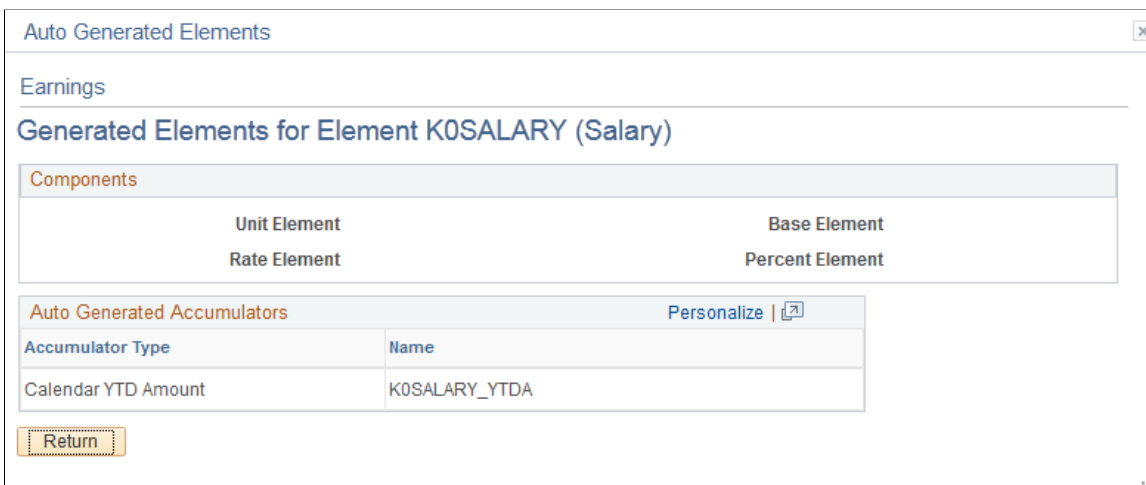 Auto Generated Elements
Earnings
Generated Elements for Element K0SALARY (Salary)
Components
Unit Element Base Element
Rate Element Percent Element
Auto Generated Accumulators Personalize |
Accumulator Type Name
Calendar YTD Amount K0SALARY_YTDA
Return